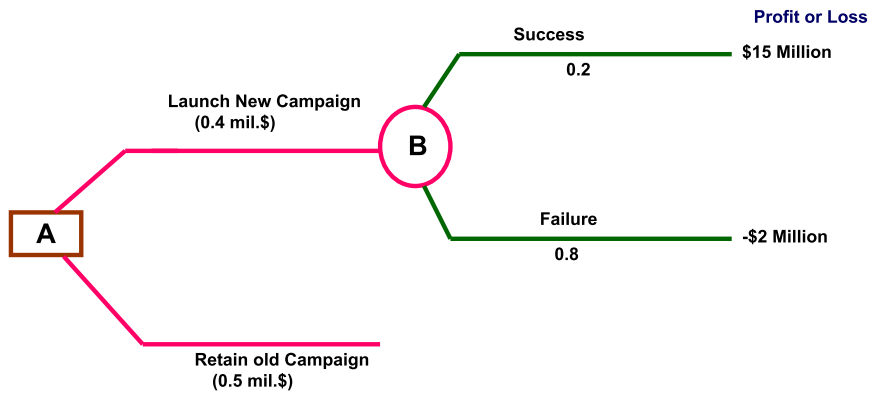 Profit or Loss
Success
$15 Million
0.2
Launch New Campaign
(0.4 mil.$)
B
A
Failure
-$2 Million
0.8
Retain old Campaign
(0.5 mil.$)